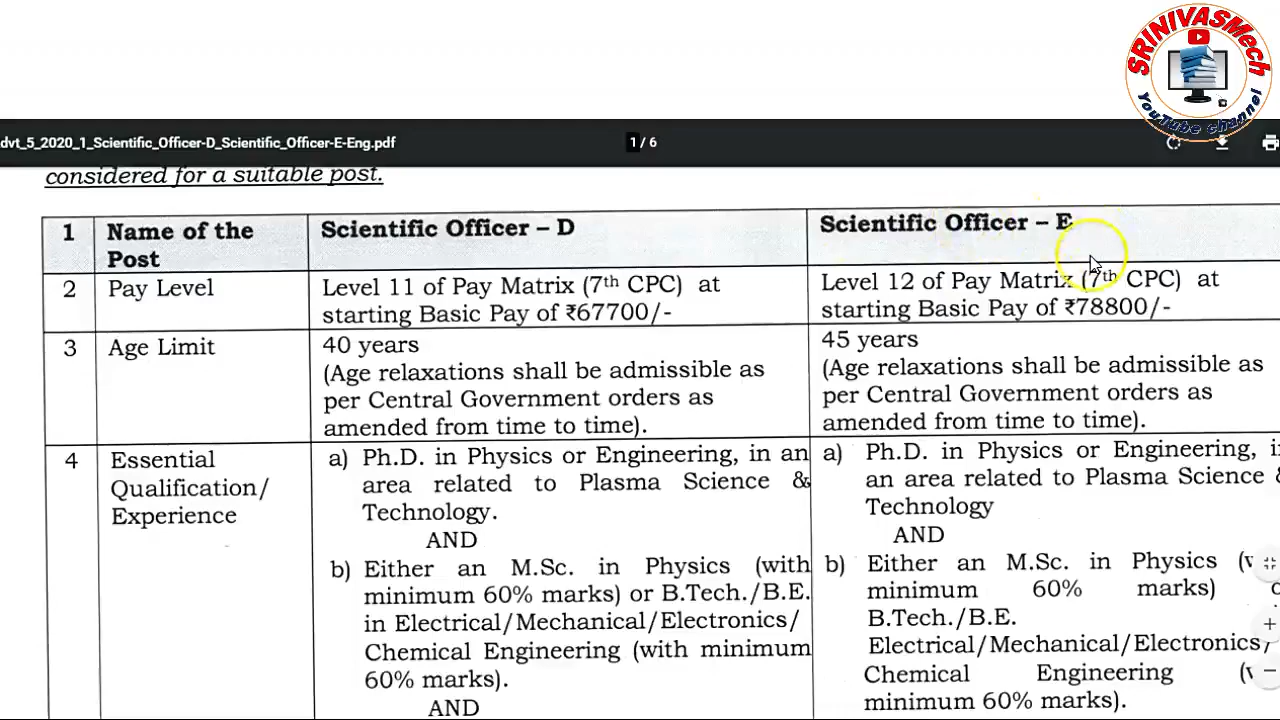 SRINIVASMech
YouTube channel
dvt_5_2020_1_Scientific_Officer-D_Scientific_Officer-E-Eng.pdf
1 / 6
considered for a suitable post.
1
Name of the
Post
Scientific Officer – D
Scientific Officer – E
2
Pay Level
Level 11 of Pay Matrix (7th CPC) at
starting Basic Pay of ₹67700/-
Level 12 of Pay Matrix (7th CPC) at
starting Basic Pay of ₹78800/-
3
Age Limit
40 years
(Age relaxations shall be admissible as
per Central Government orders as
amended from time to time).
45 years
(Age relaxations shall be admissible as
per Central Government orders as
amended from time to time).
4
Essential
Qualification/
Experience
a) Ph.D. in Physics or Engineering, in an
area related to Plasma Science &
Technology.
AND
b) Either an M.Sc. in Physics (with
minimum 60% marks) or B.Tech./B.E.
in Electrical/Mechanical/Electronics/
Chemical Engineering (with minimum
60% marks).
AND
a) Ph.D. in Physics or Engineering,
an area related to Plasma Science &
Technology
AND
b) Either an M.Sc. in Physics
minimum 60% marks)
B.Tech./B.E.
Electrical/Mechanical/Electronics/
Chemical Engineering
minimum 60% marks).